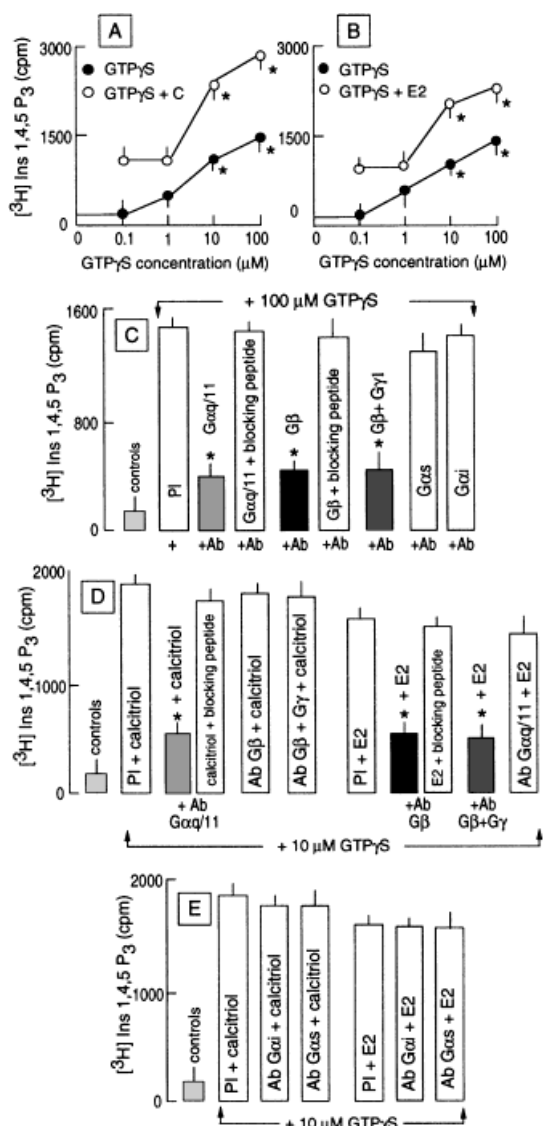 A
B
[³H] Ins 1,4,5 P₃ (cpm)
3000
1500
0
● GTPγS
○ GTPγS + C
*
*
*
*
0 0.1 1 10 100
GTPγS concentration (μM)
3000
1500
0
● GTPγS
○ GTPγS + E2
*
*
*
*
0 0.1 1 10 100
GTPγS concentration (μM)
C
[³H] Ins 1,4,5 P₃ (cpm)
1600
800
0
+ 100 μM GTPγS
controls
PI
* Gαq/11
Gαq/11 + blocking peptide
* Gβ
Gβ + blocking peptide
* Gβ+ GγI
Gαs
Gαi
+ +Ab +Ab +Ab +Ab +Ab +Ab +Ab
D
[³H] Ins 1,4,5 P₃ (cpm)
2000
1000
0
controls
PI + calcitriol
* + calcitriol
calcitriol + blocking peptide
Ab Gβ + calcitriol
Ab Gβ + Gγ + calcitriol
PI + E2
* + E2
E2 + blocking peptide
* + E2
Ab Gαq/11 + E2
+ Ab
Gαq/11
+Ab
Gβ
+Ab
Gβ+Gγ
+ 10 μM GTPγS
E
[³H] Ins 1,4,5 P₃ (cpm)
2000
1000
0
controls
PI + calcitriol
Ab Gαi + calcitriol
Ab Gαs + calcitriol
PI + E2
Ab Gαi + E2
Ab Gαs + E2
+ 10 μM GTPγS